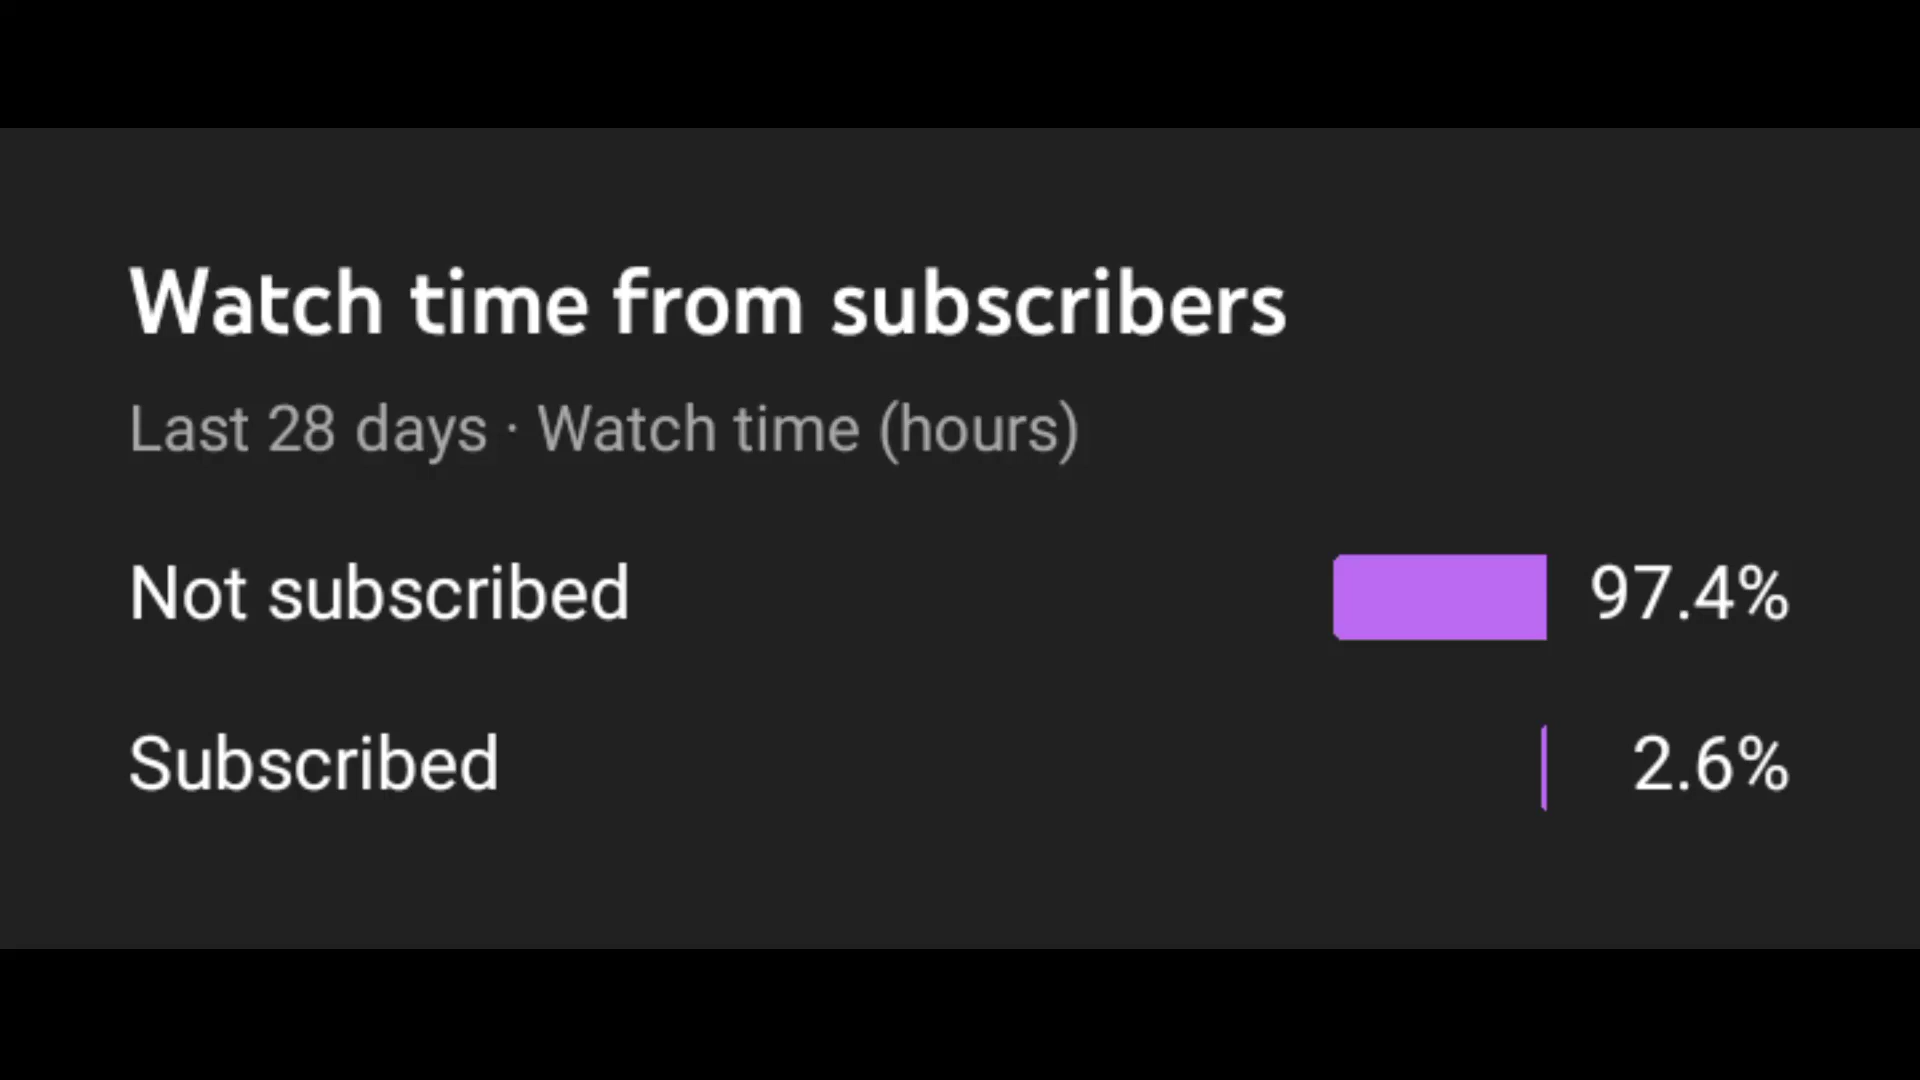 Watch time from subscribers
Last 28 days · Watch time (hours)
Not subscribed 97.4%
Subscribed 2.6%